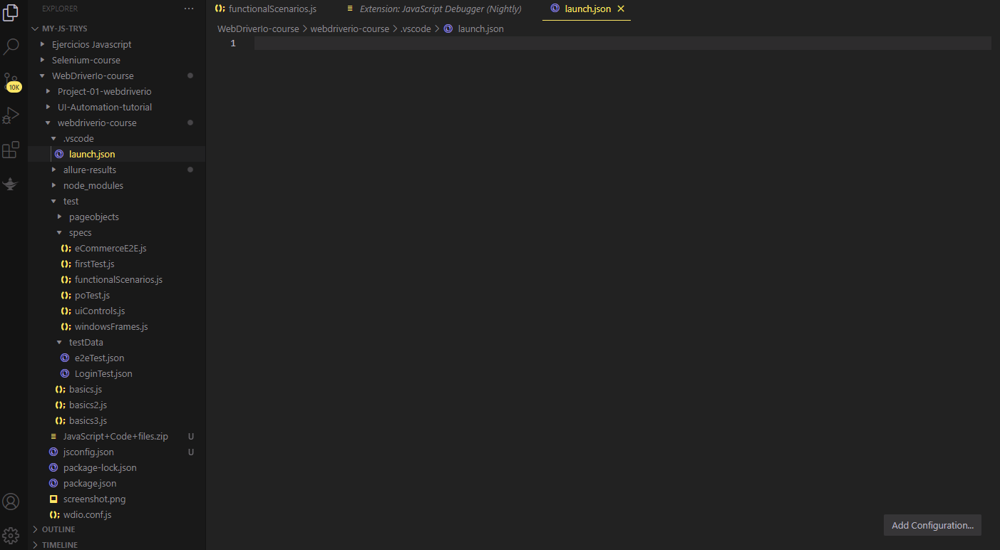 EXPLORER
MY-JS-TRYS
Ejercicios Javascript
Selenium-course
WebDriverIo-course
Project-01-webdriverio
UI-Automation-tutorial
webdriverio-course
.vscode
launch.json
allure-results
node_modules
test
pageobjects
specs
eCommerceE2E.js
firstTest.js
functionalScenarios.js
poTest.js
uiControls.js
windowsFrames.js
testData
e2eTest.json
LoginTest.json
basics.js
basics2.js
basics3.js
JavaScript+Code+files.zip U
jsconfig.json U
package-lock.json
package.json
screenshot.png
wdio.conf.js
OUTLINE
TIMELINE
10K
functionalScenarios.js Extension: JavaScript Debugger (Nightly) launch.json
WebDriverIo-course > webdriverio-course > .vscode > launch.json
1
Add Configuration...